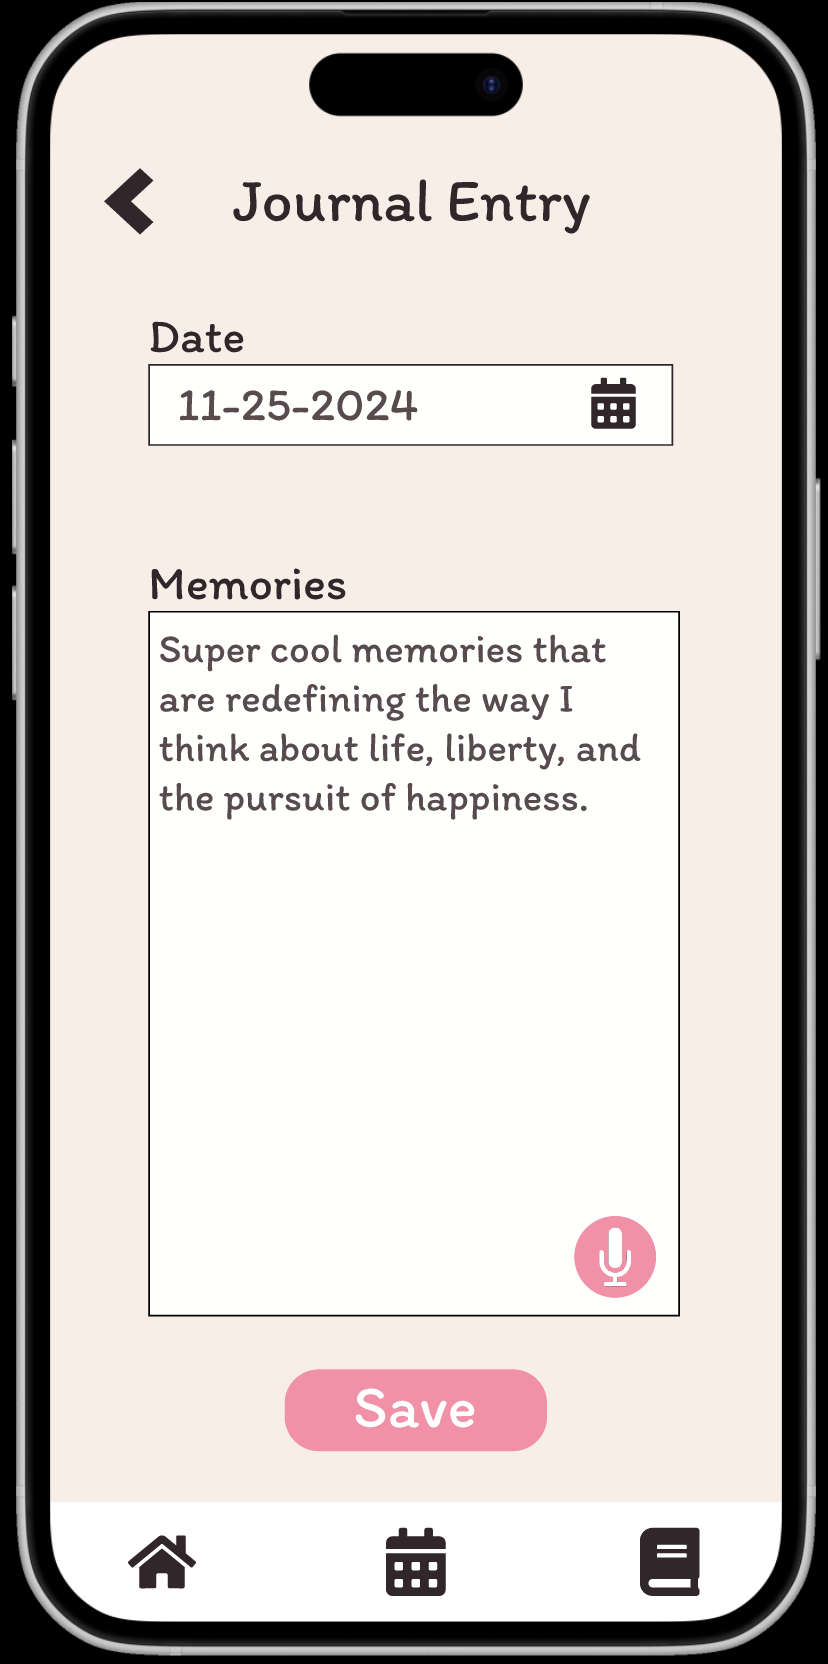 Journal Entry
Date
11-25-2024
Memories
Super cool memories that
are redefining the way I
think about life, liberty, and
the pursuit of happiness.
Save